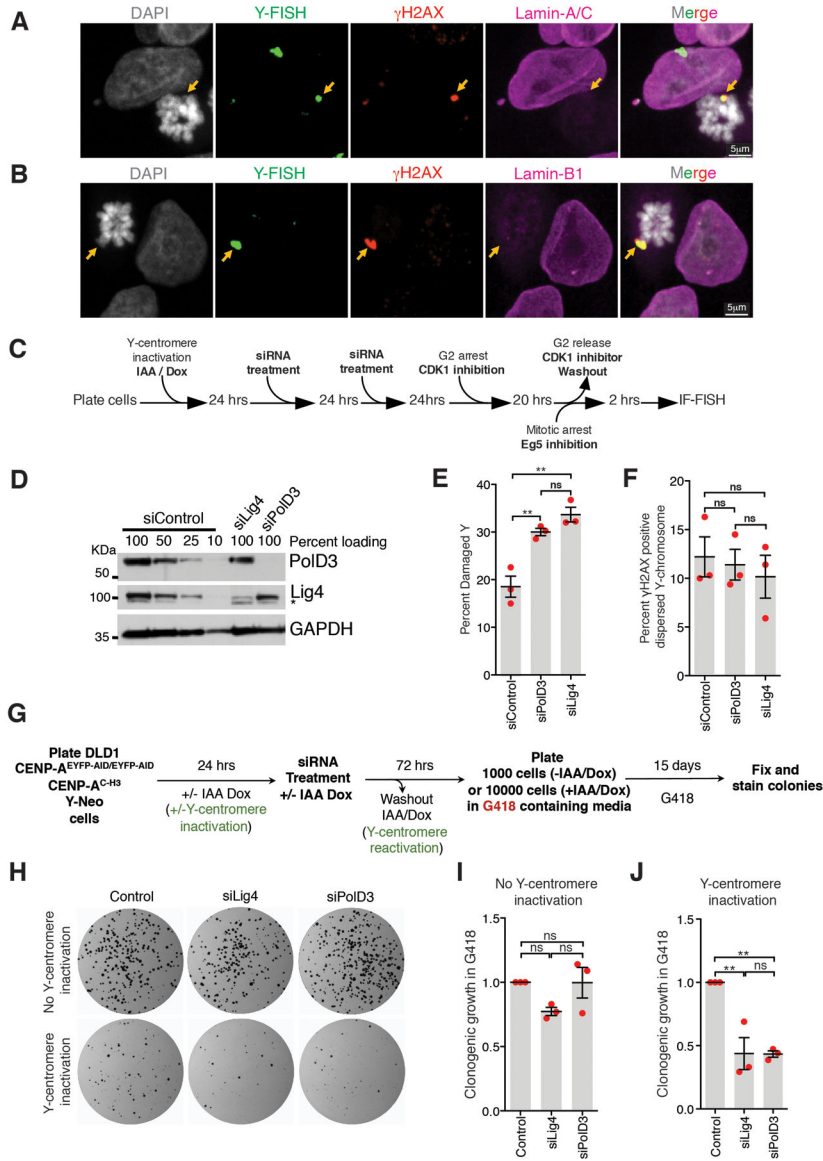 A
DAPI
Y-FISH
γH2AX
Lamin-A/C
Merge
5μm
B
DAPI
Y-FISH
γH2AX
Lamin-B1
Merge
5μm
C
Y-centromere
inactivation
IAA / Dox
siRNA
treatment
siRNA
treatment
G2 arrest
CDK1 inhibition
G2 release
CDK1 inhibitor
Washout
Plate cells
24 hrs
24 hrs
24hrs
20 hrs
2 hrs
IF-FISH
Mitotic arrest
Eg5 inhibition
D
siControl
siLig4
siPolD3
100 50 25 10 100 100 Percent loading
KDa
50
PolD3
100
Lig4
*
35
GAPDH
E
Percent Damaged Y
40
30
20
10
0
**
**
ns
siControl
siPolD3
siLig4
F
Percent γH2AX positive
dispersed Y-chromosome
20
15
10
5
0
ns
ns
ns
siControl
siPolD3
siLig4
G
Plate DLD1
CENP-A^EYFP-AID/EYFP-AID
CENP-A^C-H3
Y-Neo
cells
24 hrs
+/- IAA Dox
(+/-Y-centromere
inactivation)
siRNA
Treatment
+/- IAA Dox
72 hrs
Washout
IAA/Dox
(Y-centromere
reactivation)
Plate
1000 cells (-IAA/Dox)
or 10000 cells (+IAA/Dox)
in G418 containing media
15 days
G418
Fix and
stain colonies
H
Control
siLig4
siPolD3
No Y-centromere
inactivation
Y-centromere
inactivation
I
No Y-centromere
inactivation
Clonogenic growth in G418
1.5
1.0
0.5
0.0
ns
ns
ns
Control
siLig4
siPolD3
J
Y-centromere
inactivation
Clonogenic growth in G418
1.5
1.0
0.5
0.0
**
**
ns
Control
siLig4
siPolD3